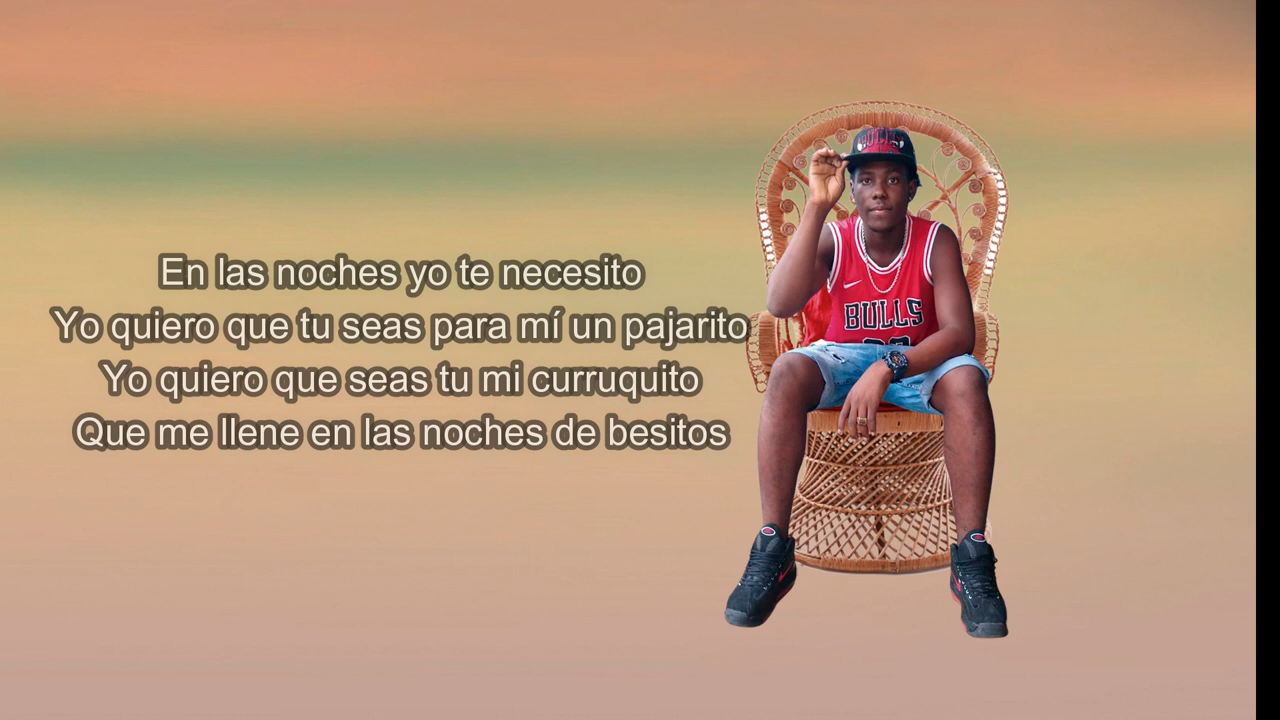 En las noches yo te necesito
Yo quiero que tu seas para mí un pajarito
Yo quiero que seas tu mi curruquito
Que me llene en las noches de besitos
BULLS
BULLS